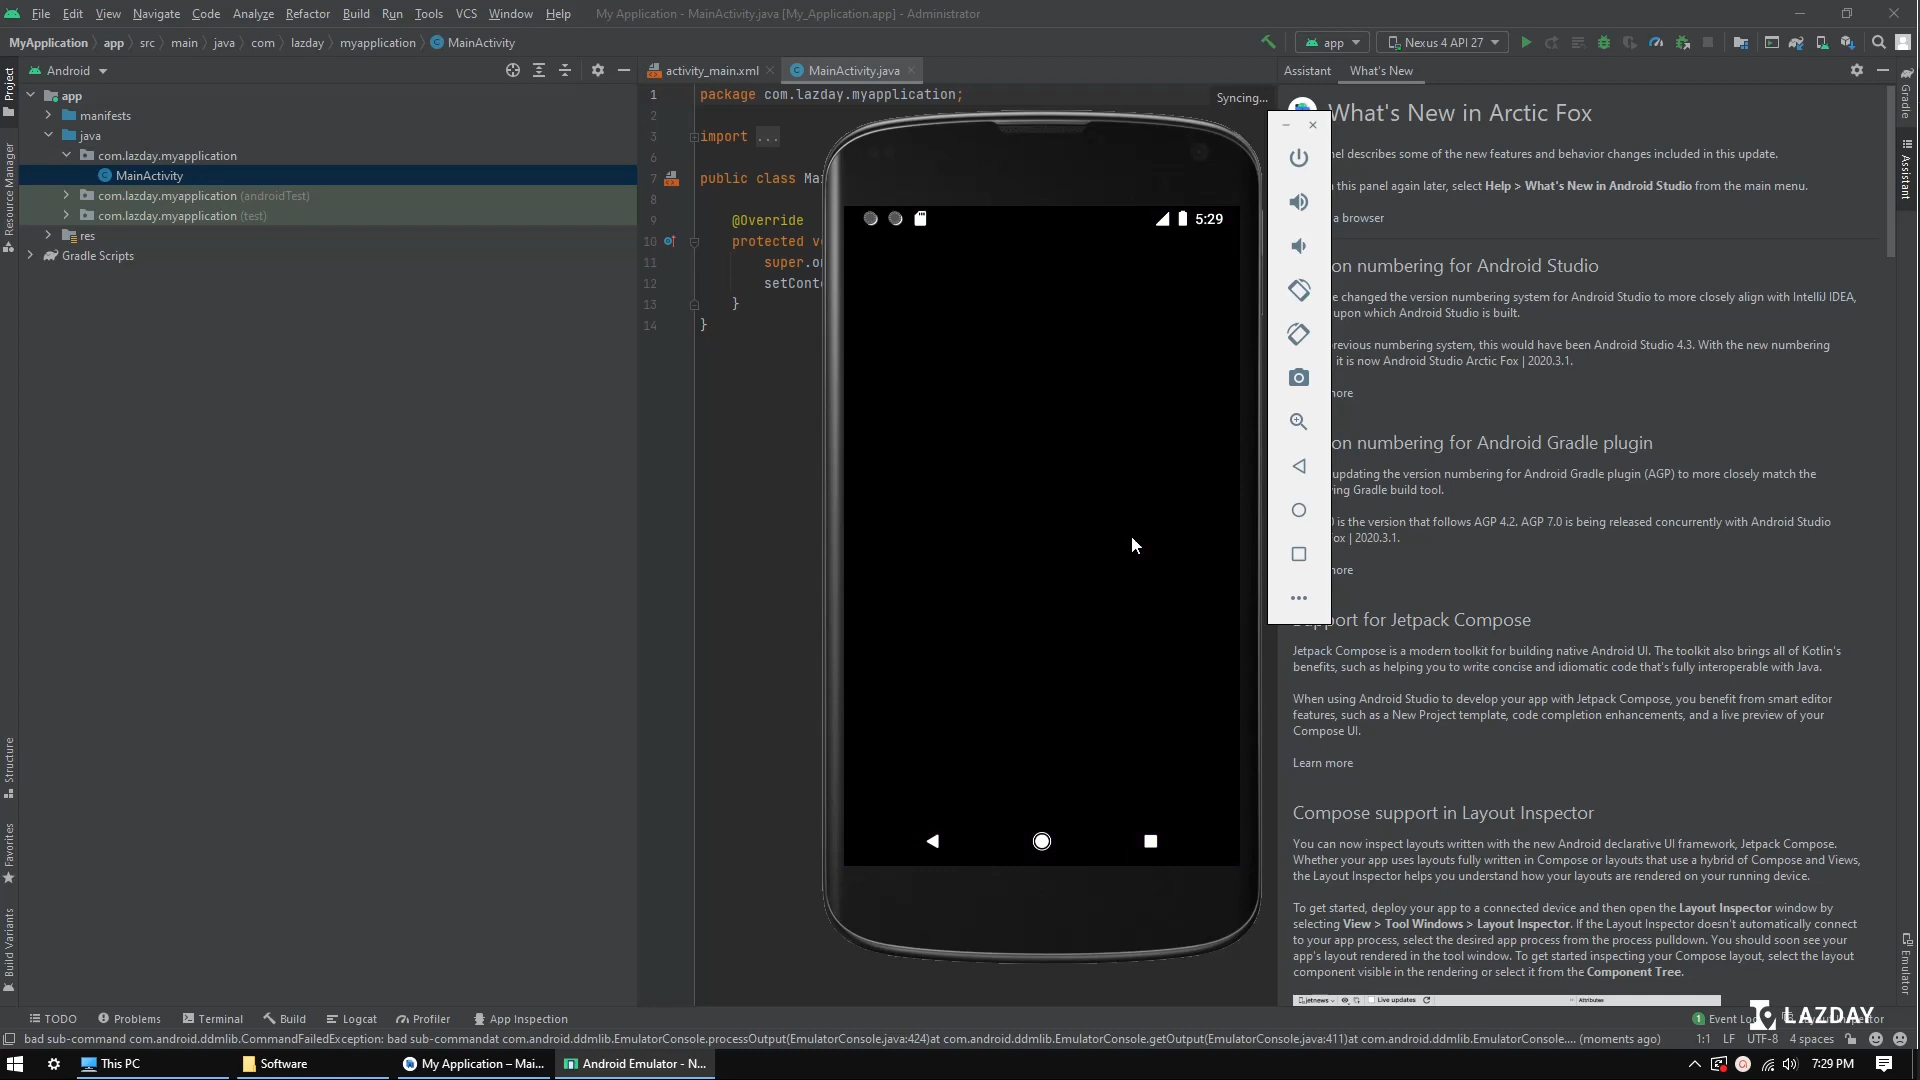 File Edit View Navigate Code Analyze Refactor Build Run Tools VCS Window Help My Application - MainActivity.java [My_Application.app] - Administrator
MyApplication app src main java com lazday myapplication MainActivity app Nexus 4 API 27
Project Android activity_main.xml MainActivity.java Assistant What's New Gradle
app
manifests
java
com.lazday.myapplication
MainActivity
com.lazday.myapplication (androidTest)
com.lazday.myapplication (test)
res
Gradle Scripts
Resource Manager
Structure
Favorites
Build Variants
1 package com.lazday.myapplication;
2
3 import ...
6
7 public class Mai
8
9 @Override
10 protected vo
11 super.on
12 setConte
13 }
14 }
Syncing...
5:29
What's New in Arctic Fox
nel describes some of the new features and behavior changes included in this update.
this panel again later, select Help > What's New in Android Studio from the main menu.
a browser
on numbering for Android Studio
e changed the version numbering system for Android Studio to more closely align with IntelliJ IDEA,
upon which Android Studio is built.
revious numbering system, this would have been Android Studio 4.3. With the new numbering
it is now Android Studio Arctic Fox | 2020.3.1.
ore
on numbering for Android Gradle plugin
updating the version numbering for Android Gradle plugin (AGP) to more closely match the
ing Gradle build tool.
0 is the version that follows AGP 4.2. AGP 7.0 is being released concurrently with Android Studio
ox | 2020.3.1.
ore
Support for Jetpack Compose
Jetpack Compose is a modern toolkit for building native Android UI. The toolkit also brings all of Kotlin's
benefits, such as helping you to write concise and idiomatic code that's fully interoperable with Java.
When using Android Studio to develop your app with Jetpack Compose, you benefit from smart editor
features, such as a New Project template, code completion enhancements, and a live preview of your
Compose UI.
Learn more
Compose support in Layout Inspector
You can now inspect layouts written with the new Android declarative UI framework, Jetpack Compose.
Whether your app uses layouts fully written in Compose or layouts that use a hybrid of Compose and Views,
the Layout Inspector helps you understand how your layouts are rendered on your running device.
To get started, deploy your app to a connected device and then open the Layout Inspector window by
selecting View > Tool Windows > Layout Inspector. If the Layout Inspector doesn't automatically connect
to your app process, select the desired app process from the process pulldown. You should soon see your
app's layout rendered in the tool window. To get started inspecting your Compose layout, select the layout
component visible in the rendering or select it from the Component Tree.
jetnews Live updates Attributes
Assistant
Emulator
TODO Problems Terminal Build Logcat Profiler App Inspection 1 Event Lo
LAZDAY
bad sub-command com.android.ddmlib.CommandFailedException: bad sub-commandat com.android.ddmlib.EmulatorConsole.processOutput(EmulatorConsole.java:424)at com.android.ddmlib.EmulatorConsole.getOutput(EmulatorConsole.java:411)at com.android.ddmlib.EmulatorConsole.... (moments ago) 1:1 LF UTF-8 4 spaces
This PC Software My Application – Mai... Android Emulator - N... 7:29 PM